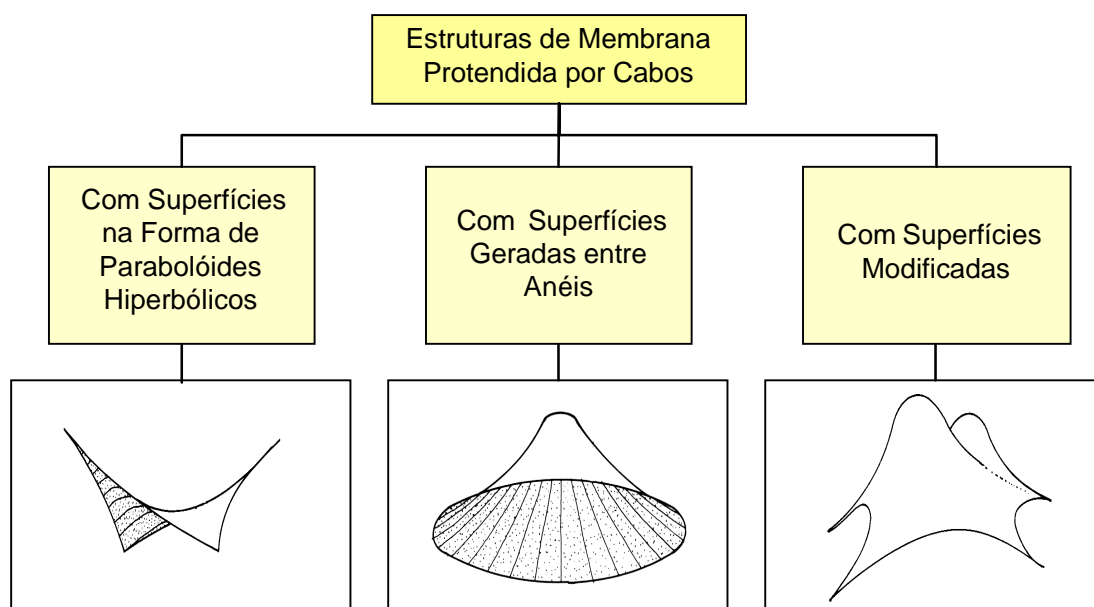 Estruturas de Membrana
Protendida por Cabos
Com Superfícies
na Forma de
Parabolóides
Hiperbólicos
Com Superfícies
Geradas entre
Anéis
Com Superfícies
Modificadas